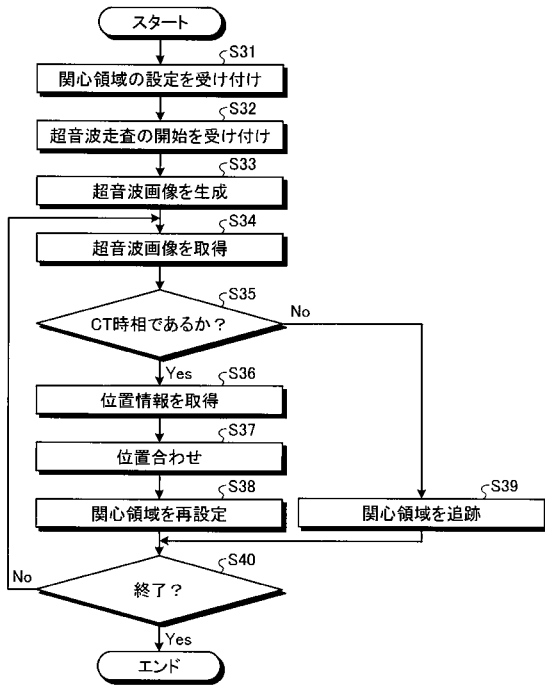 スタート
S31
関心領域の設定を受け付け
S32
超音波走査の開始を受け付け
S33
超音波画像を生成
S34
超音波画像を取得
S35
CT時相であるか？
No
Yes
S36
位置情報を取得
S37
位置合わせ
S38
関心領域を再設定
S39
関心領域を追跡
S40
終了？
No
Yes
エンド